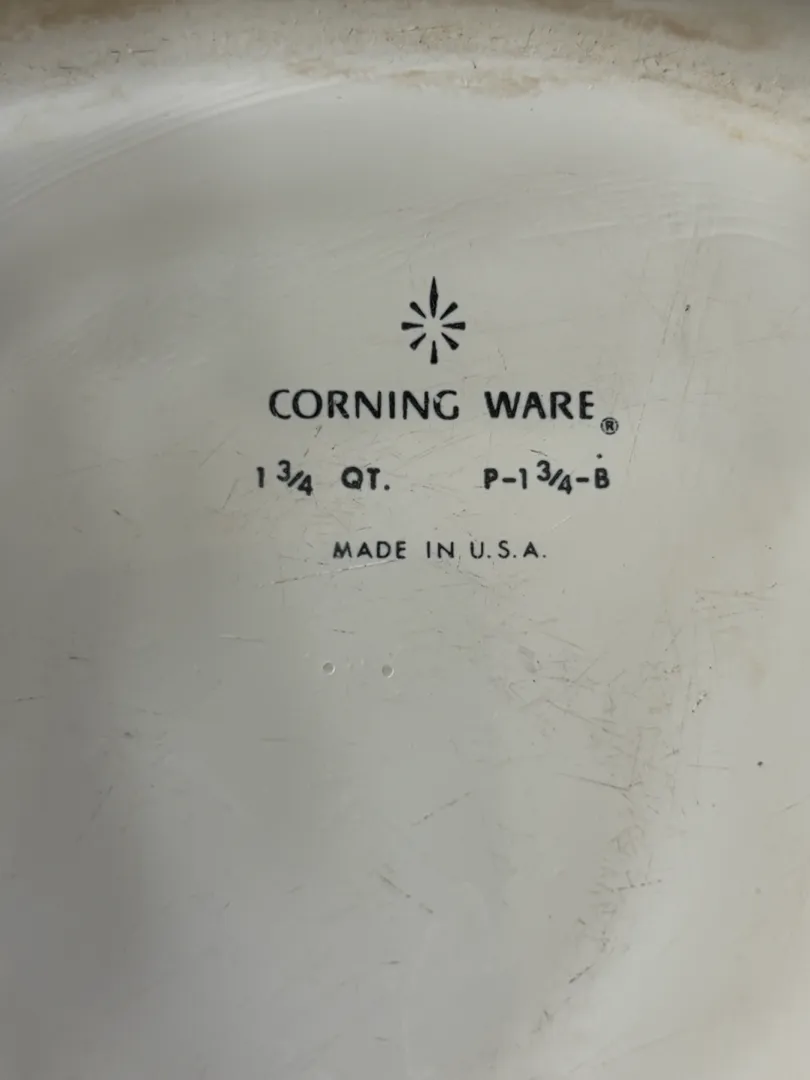 CORNING WARE®
1 3/4 QT. P-1 3/4-B
MADE IN U.S.A.